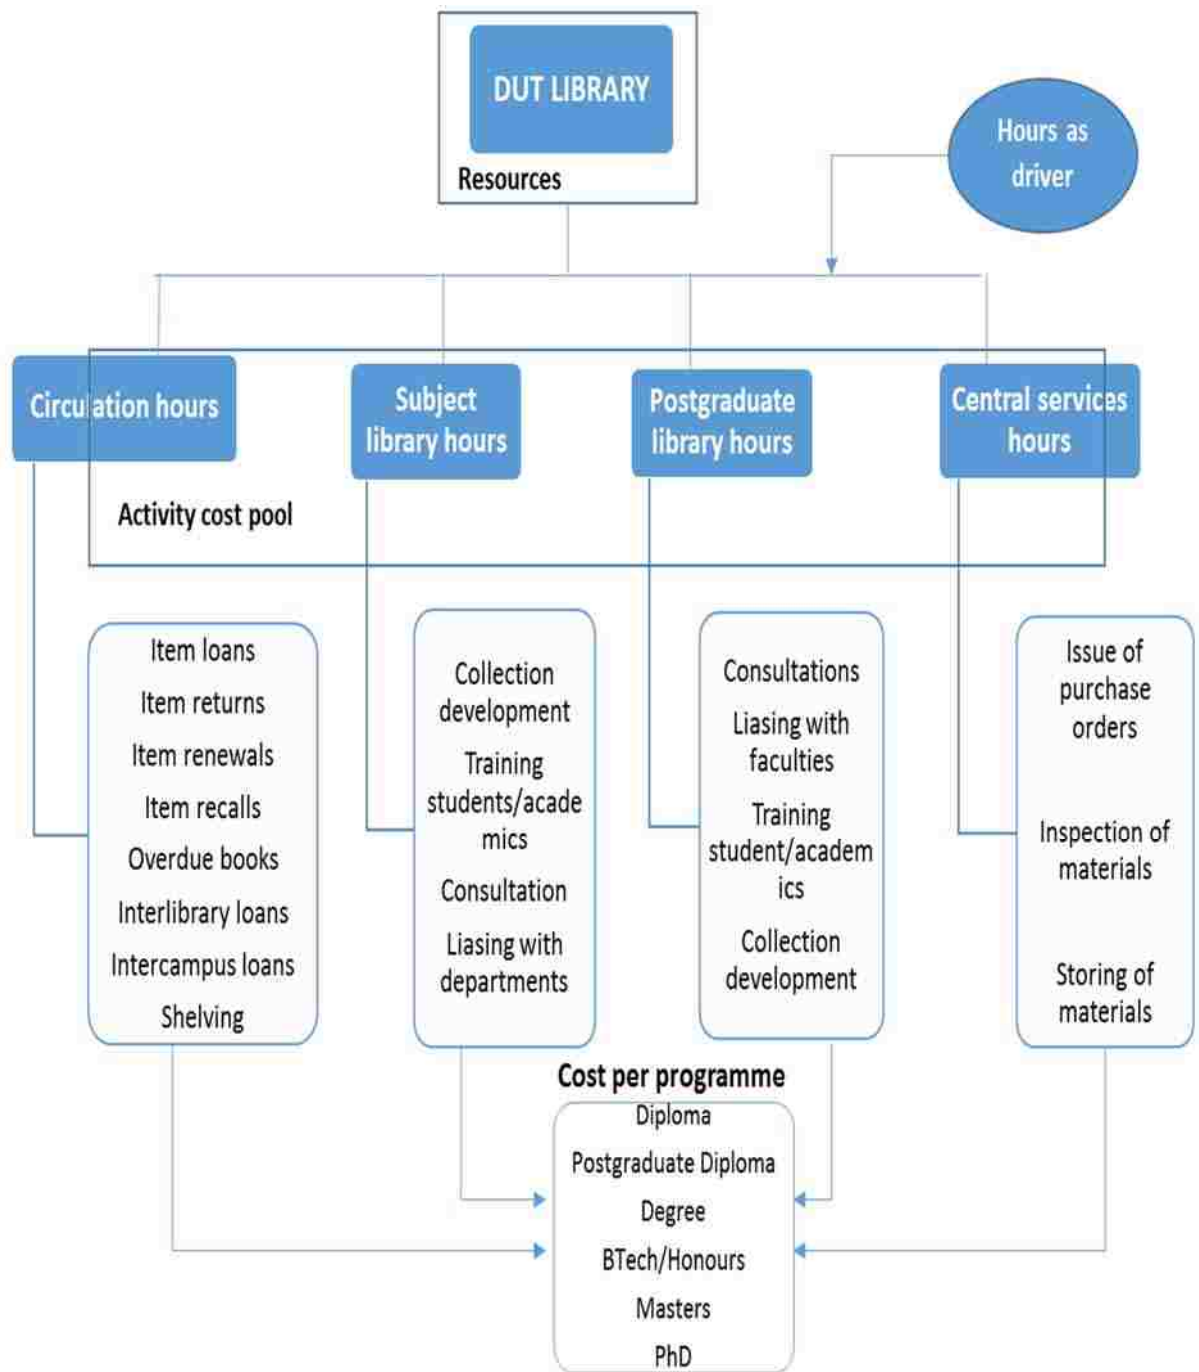 DUT LIBRARY
Resources
Hours as
driver
Circulation hours
Subject
library hours
Postgraduate
library hours
Central services
hours
Activity cost pool
Item loans
Item returns
Item renewals
Item recalls
Overdue books
Interlibrary loans
Intercampus loans
Shelving
Collection
development
Training
students/acade
mics
Consultation
Liasing with
departments
Consultations
Liasing with
faculties
Training
student/academ
ics
Collection
development
Issue of
purchase
orders
Inspection of
materials
Storing of
materials
Cost per programme
Diploma
Postgraduate Diploma
Degree
BTech/Honours
Masters
PhD